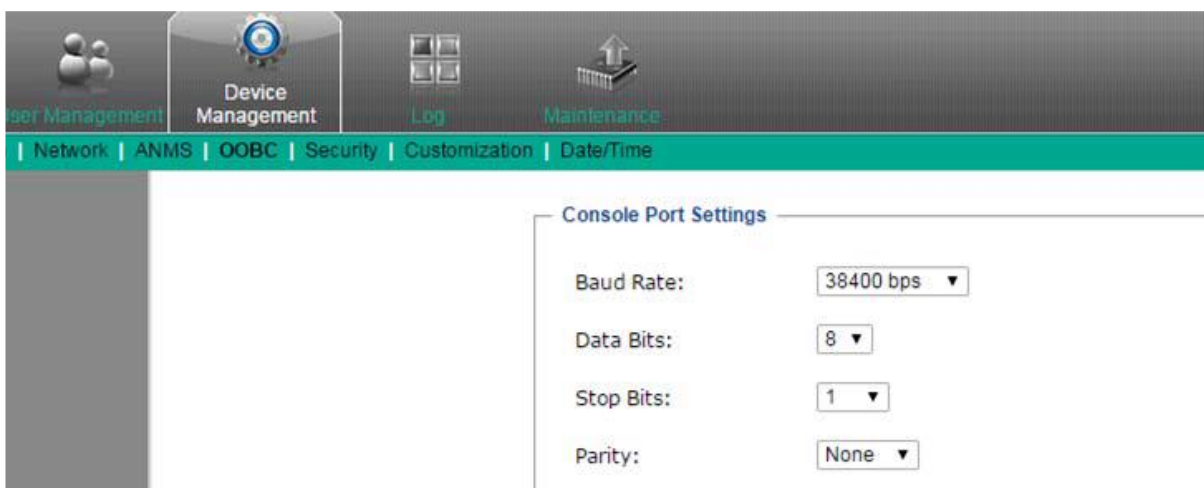 User Management
Device
Management
Log
Maintenance
| Network | ANMS | OOBC | Security | Customization | Date/Time
Console Port Settings
Baud Rate: 38400 bps
Data Bits: 8
Stop Bits: 1
Parity: None